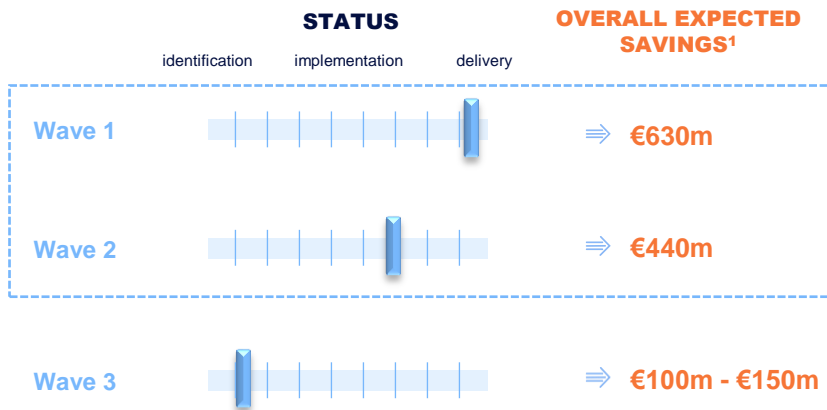 STATUS
OVERALL EXPECTED
SAVINGS¹
identification implementation delivery
Wave 1 €630m
Wave 2 €440m
Wave 3 €100m - €150m